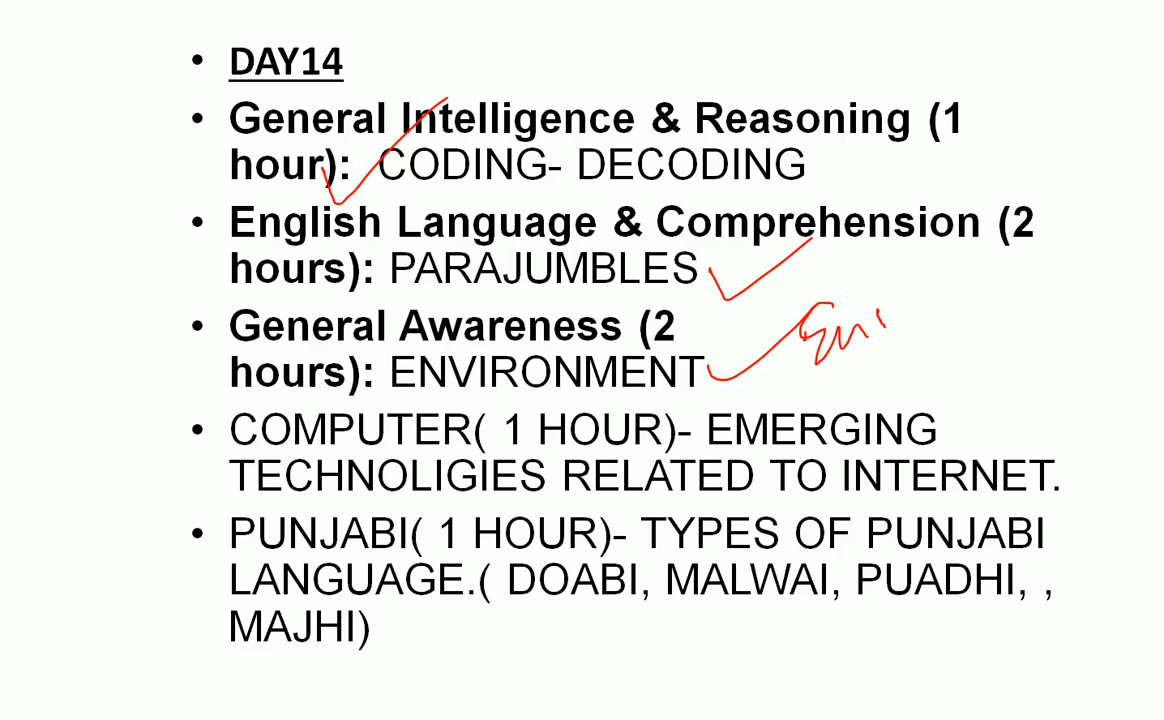 DAY14
General Intelligence & Reasoning (1
hour): CODING- DECODING
English Language & Comprehension (2
hours): PARAJUMBLES
General Awareness (2
hours): ENVIRONMENT
COMPUTER( 1 HOUR)- EMERGING
TECHNOLIGIES RELATED TO INTERNET.
PUNJABI( 1 HOUR)- TYPES OF PUNJABI
LANGUAGE.( DOABI, MALWAI, PUADHI, ,
MAJHI)